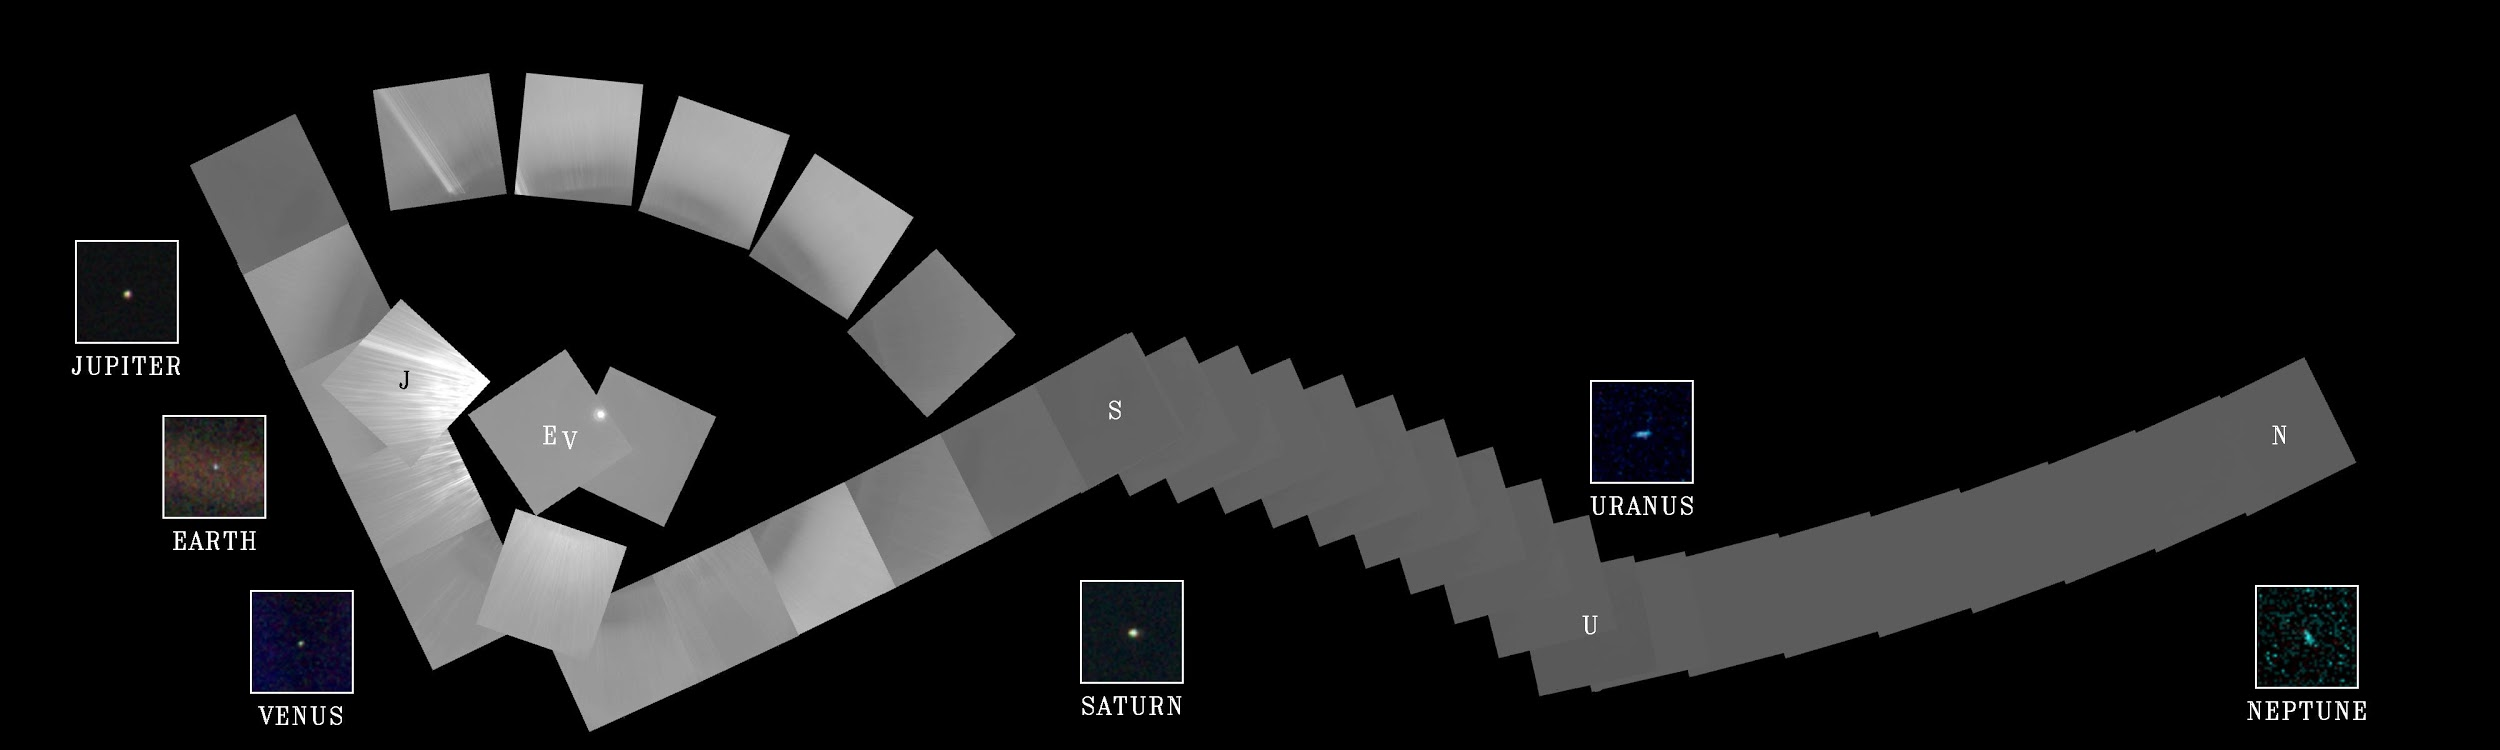 JUPITER
EARTH
VENUS
J
E V
S
SATURN
URANUS
U
N
NEPTUNE